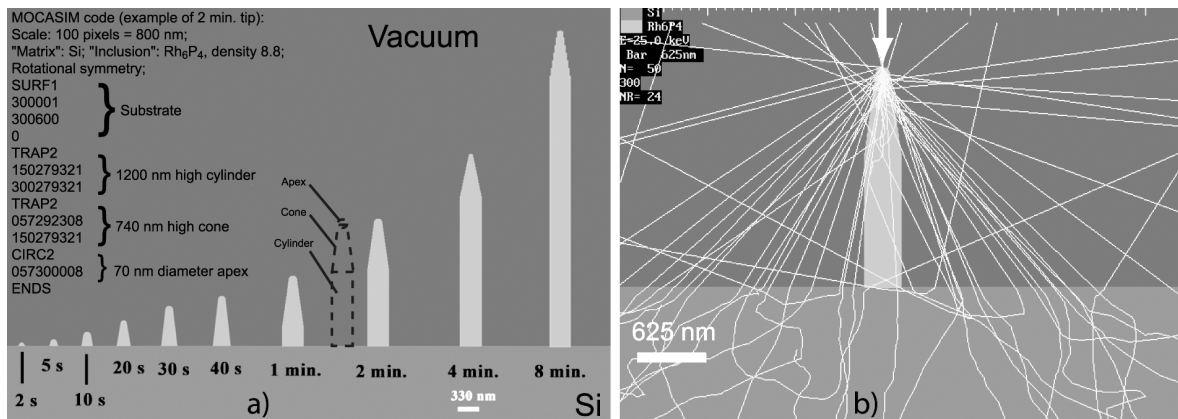 MOCASIM code (example of 2 min. tip):
Scale: 100 pixels = 800 nm;
"Matrix": Si; "Inclusion": Rh6P4, density 8.8;
Rotational symmetry;
SURF1
300001
300600
0
Substrate
TRAP2
150279321
300279321
1200 nm high cylinder
TRAP2
057292308
150279321
740 nm high cone
CIRC2
057300008
70 nm diameter apex
ENDS
Vacuum
Apex
Cone
Cylinder
2 s
5 s
10 s
20 s
30 s
40 s
1 min.
2 min.
4 min.
8 min.
330 nm
a)
Si
Si
Rh6P4
E=25.0 keV
Bar 625nm
N= 50
300
NR= 24
625 nm
b)